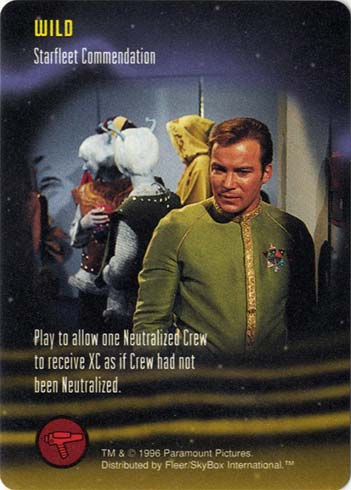 WILD
Starfleet Commendation
Play to allow one Neutralized Crew
to receive XC as if Crew had not
been Neutralized.
TM & © 1996 Paramount Pictures.
Distributed by Fleer/SkyBox International.™